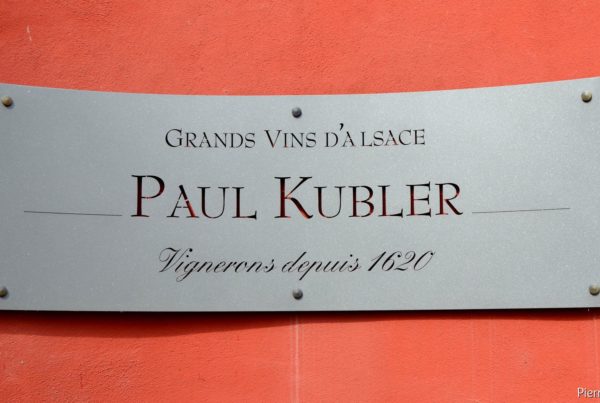 GRANDS VINS D'ALSACE
PAUL KUBLER
Vignerons depuis 1620